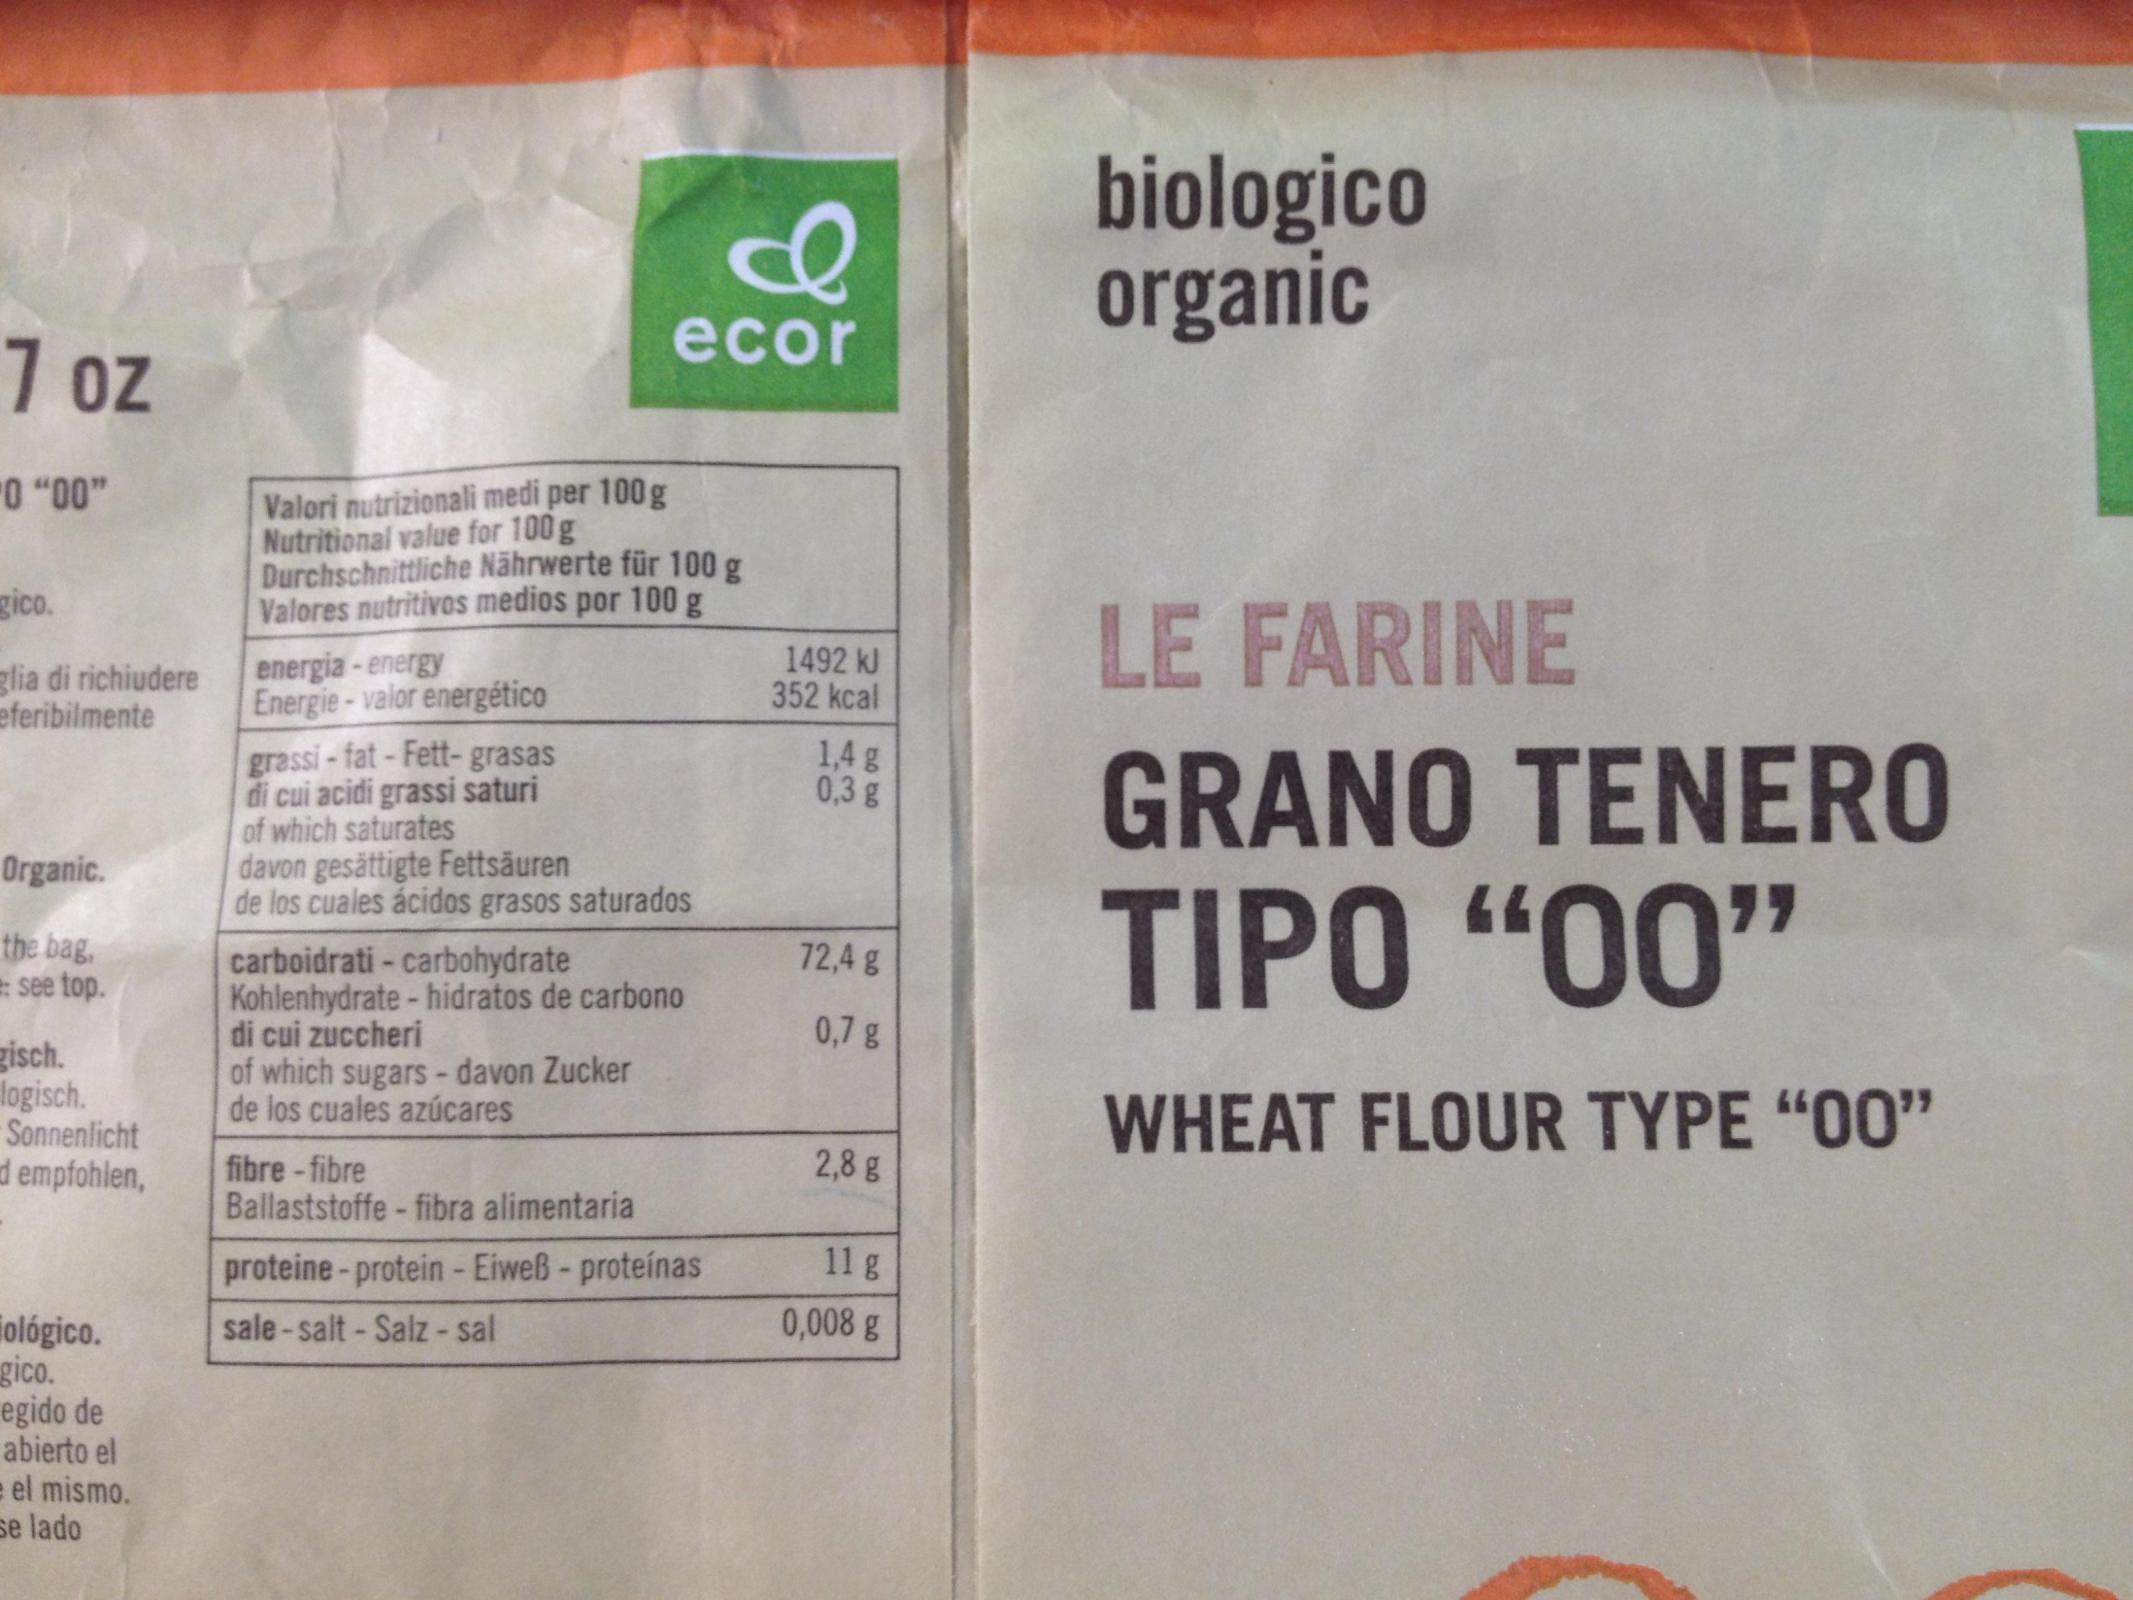 7 oz
"00"
gico.
glia di richiudere
eferibilmente
Organic.
the bag,
see top.
gisch.
logisch.
Sonnenlicht
empfohlen,
iológico.
gico.
egido de
abierto el
el mismo.
se lado
ecor
Valori nutrizionali medi per 100 g
Nutritional value for 100 g
Durchschnittliche Nährwerte für 100 g
Valores nutritivos medios por 100 g
energia - energy 1492 kJ
Energie - valor energético 352 kcal
grassi - fat - Fett- grasas 1,4 g
di cui acidi grassi saturi 0,3 g
of which saturates
davon gesättigte Fettsäuren
de los cuales ácidos grasos saturados
carboidrati - carbohydrate 72,4 g
Kohlenhydrate - hidratos de carbono
di cui zuccheri 0,7 g
of which sugars - davon Zucker
de los cuales azúcares
fibre - fibre 2,8 g
Ballaststoffe - fibra alimentaria
proteine - protein - Eiweß - proteínas 11 g
sale - salt - Salz - sal 0,008 g
biologico
organic
LE FARINE
GRANO TENERO
TIPO "00"
WHEAT FLOUR TYPE "00"